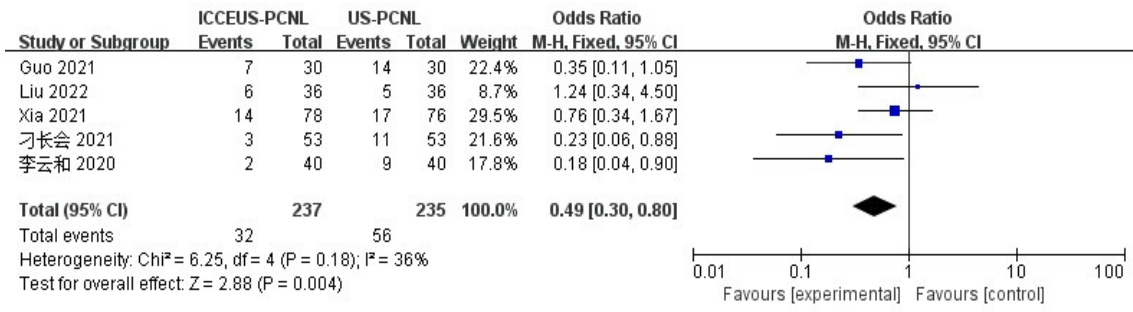 ICCEUS-PCNL US-PCNL Odds Ratio Odds Ratio
Study or Subgroup Events Total Events Total Weight M-H, Fixed, 95% CI M-H, Fixed, 95% CI
Guo 2021 7 30 14 30 22.4% 0.35 [0.11, 1.05]
Liu 2022 6 36 5 36 8.7% 1.24 [0.34, 4.50]
Xia 2021 14 78 17 76 29.5% 0.76 [0.34, 1.67]
刁长会 2021 3 53 11 53 21.6% 0.23 [0.06, 0.88]
李云和 2020 2 40 9 40 17.8% 0.18 [0.04, 0.90]
Total (95% CI) 237 235 100.0% 0.49 [0.30, 0.80]
Total events 32 56
Heterogeneity: Chi² = 6.25, df = 4 (P = 0.18); I² = 36%
Test for overall effect: Z = 2.88 (P = 0.004)
0.01 0.1 1 10 100
Favours [experimental] Favours [control]